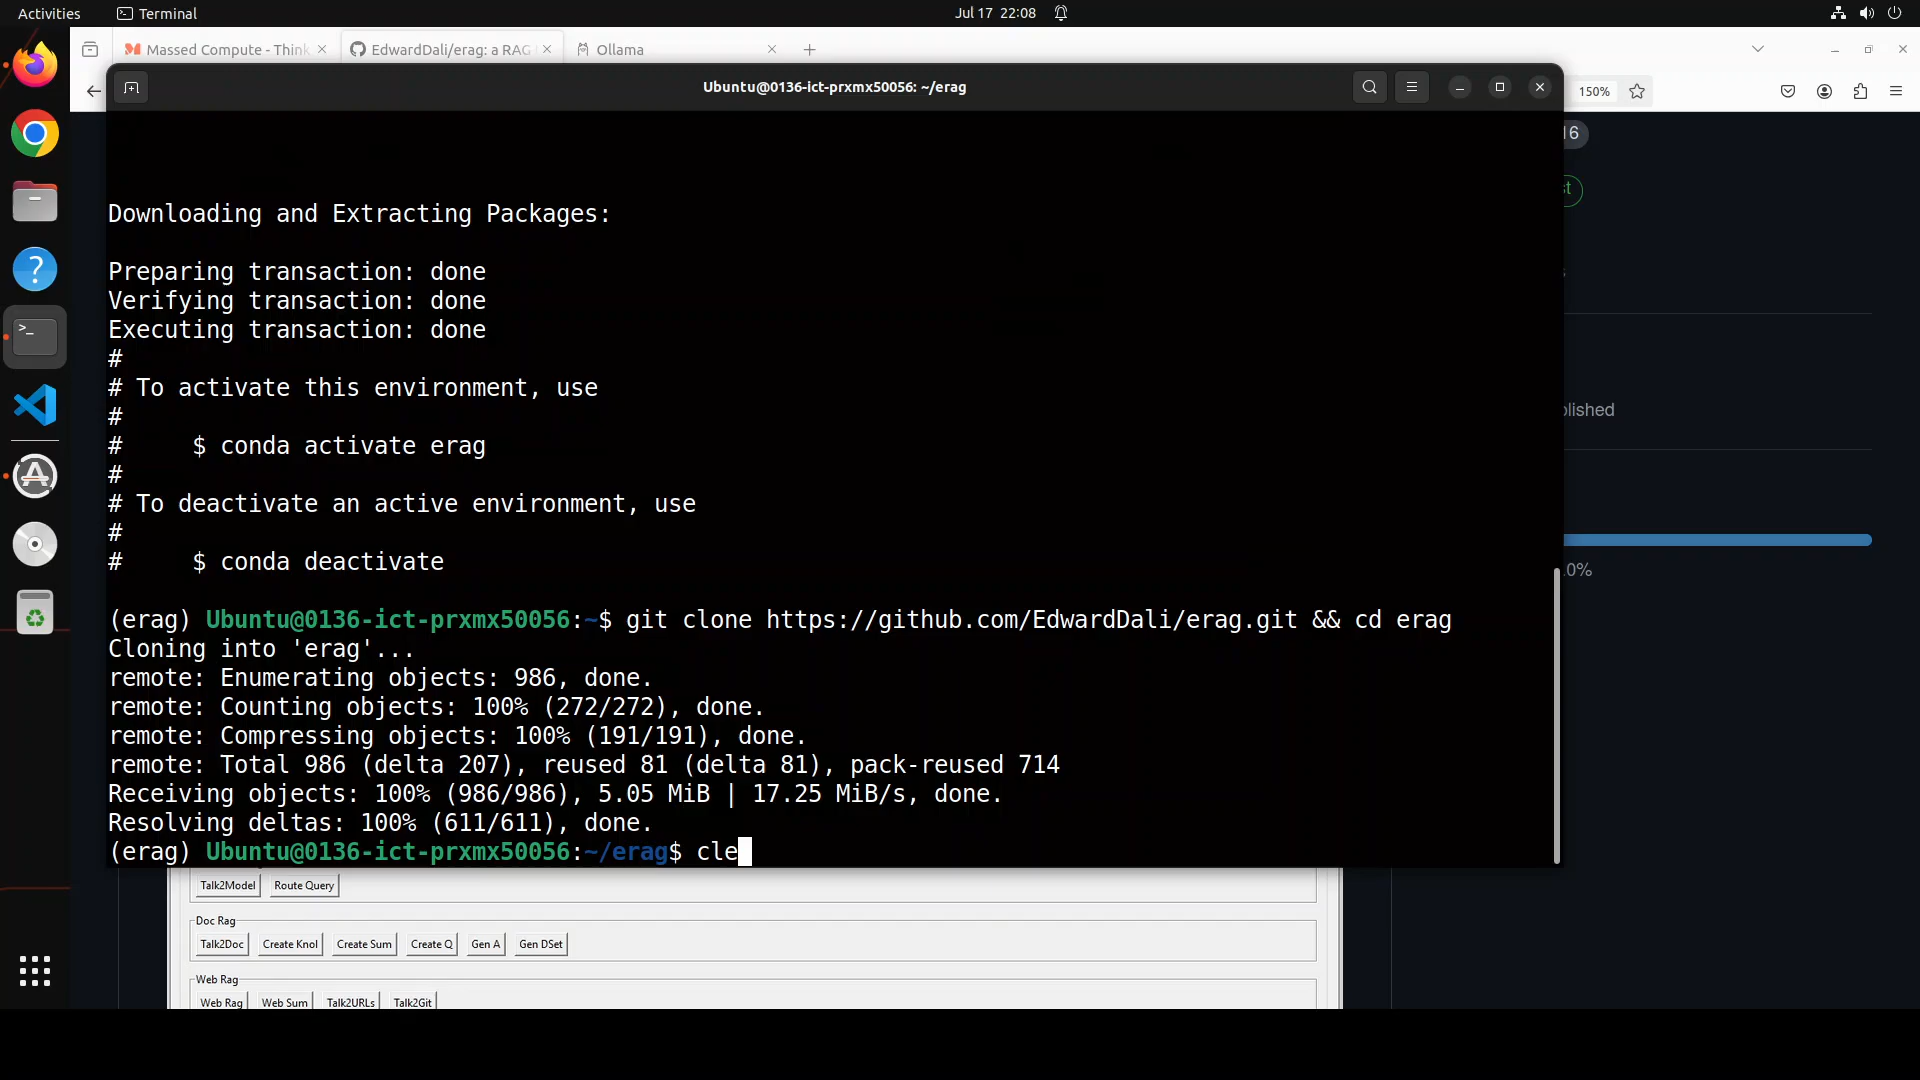 Activities
Terminal
Jul 17 22:08
Massed Compute - Think
EdwardDali/erag: a RAG
Ollama
Ubuntu@0136-ict-prxmx50056: ~/erag
150%
16
st
Downloading and Extracting Packages:
Preparing transaction: done
Verifying transaction: done
Executing transaction: done
#
# To activate this environment, use
#
#     $ conda activate erag
#
# To deactivate an active environment, use
#
#     $ conda deactivate
blished
.0%
(erag) Ubuntu@0136-ict-prxmx50056:~$ git clone https://github.com/EdwardDali/erag.git && cd erag
Cloning into 'erag'...
remote: Enumerating objects: 986, done.
remote: Counting objects: 100% (272/272), done.
remote: Compressing objects: 100% (191/191), done.
remote: Total 986 (delta 207), reused 81 (delta 81), pack-reused 714
Receiving objects: 100% (986/986), 5.05 MiB | 17.25 MiB/s, done.
Resolving deltas: 100% (611/611), done.
(erag) Ubuntu@0136-ict-prxmx50056:~/erag$ cle
Talk2Model Route Query
Doc Rag
Talk2Doc Create Knol Create Sum Create Q Gen A Gen DSet
Web Rag
Web Rag Web Sum Talk2URLs Talk2Git